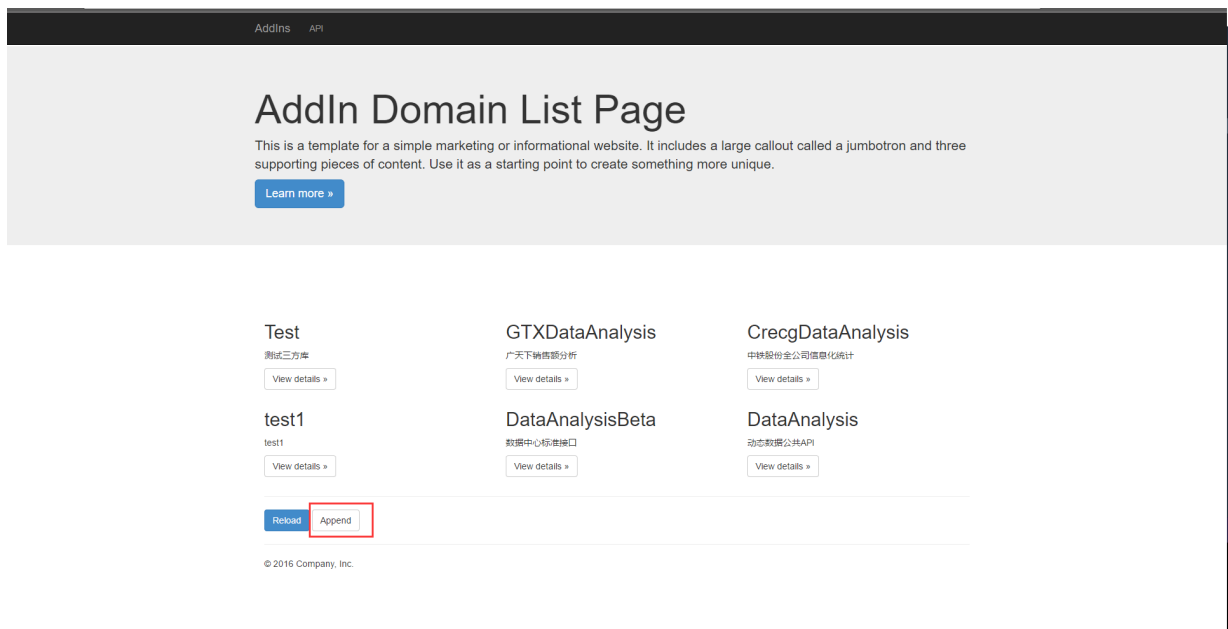 AddIns API
AddIn Domain List Page
This is a template for a simple marketing or informational website. It includes a large callout called a jumbotron and three
supporting pieces of content. Use it as a starting point to create something more unique.
Learn more »
Test GTXDataAnalysis CrecgDataAnalysis
测试三方库 广天下销售额分析 中铁股份全公司信息化统计
View details » View details » View details »
test1 DataAnalysisBeta DataAnalysis
test1 数据中心标准接口 动态数据公共API
View details » View details » View details »
Reload Append
© 2016 Company, Inc.